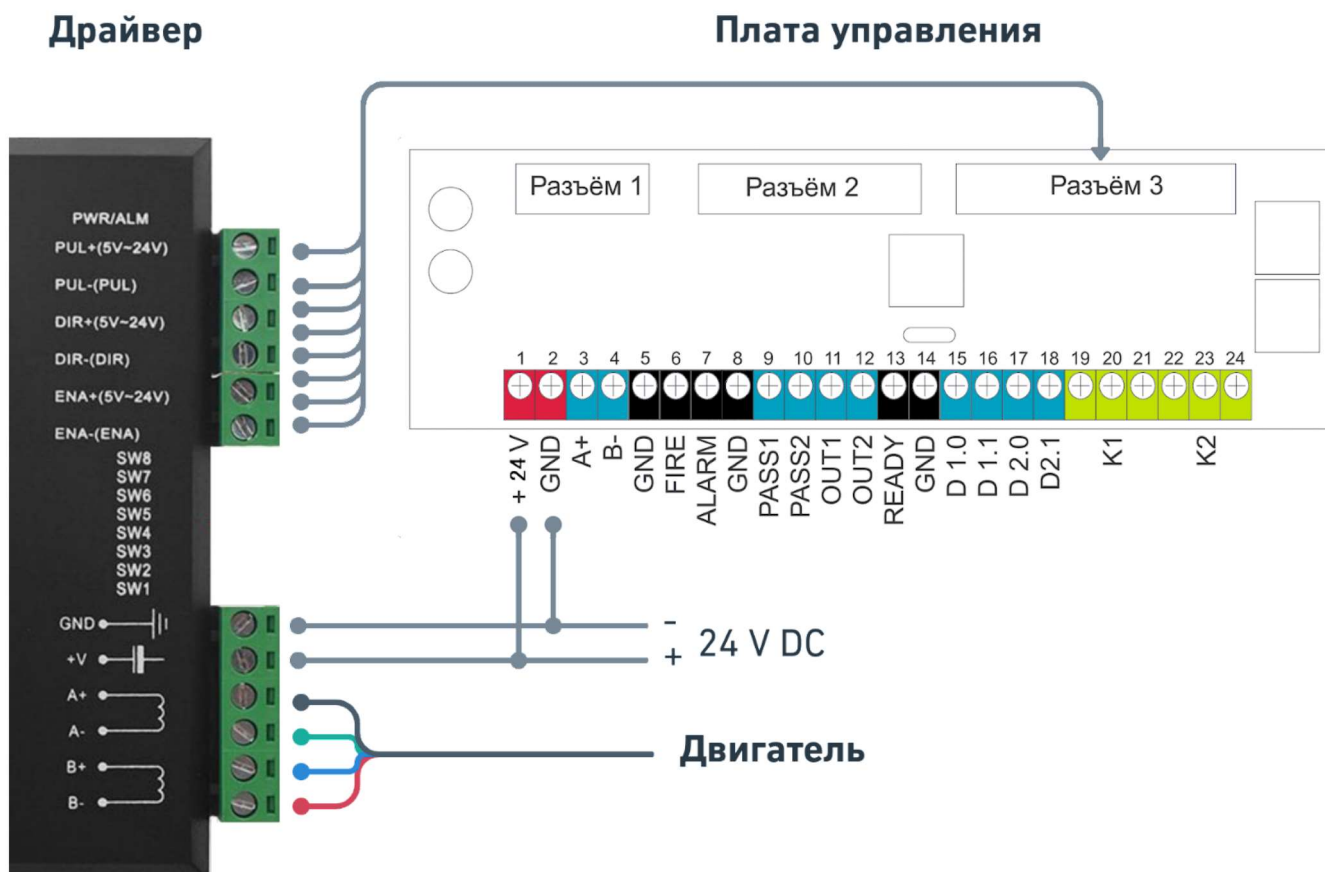 Драйвер
Плата управления
PWR/ALM
PUL+(5V~24V)
PUL-(PUL)
DIR+(5V~24V)
DIR-(DIR)
ENA+(5V~24V)
ENA-(ENA)
SW8
SW7
SW6
SW5
SW4
SW3
SW2
SW1
GND
+V
A+
A-
B+
B-
Разъём 1
Разъём 2
Разъём 3
1 2 3 4 5 6 7 8 9 10 11 12 13 14 15 16 17 18 19 20 21 22 23 24
+ 24 V
GND
A+
B-
GND
FIRE
ALARM
GND
PASS1
PASS2
OUT1
OUT2
READY
GND
D 1.0
D 1.1
D 2.0
D2.1
K1
K2
-
+ 24 V DC
Двигатель